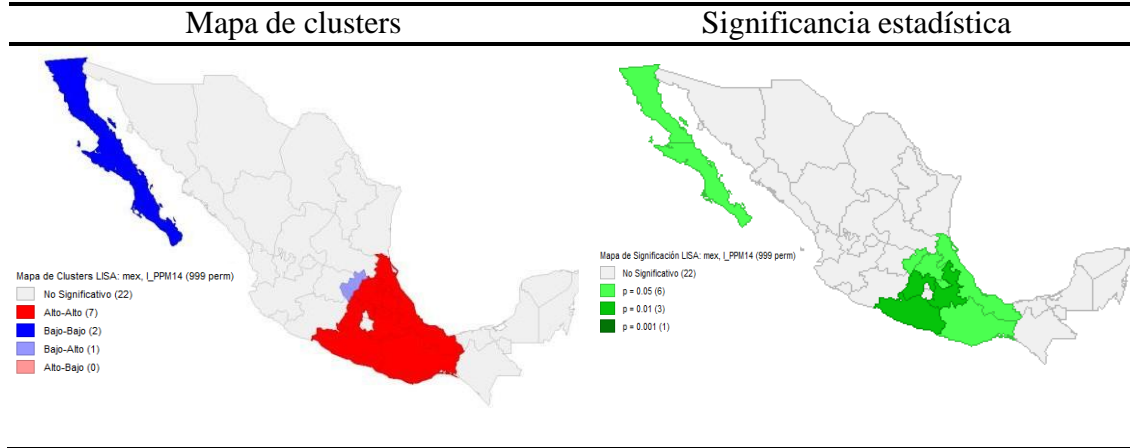 Mapa de clusters
Significancia estadística
Mapa de Clusters LISA: mex, I_PPM14 (999 perm)
No Significativo (22)
Alto-Alto (7)
Bajo-Bajo (2)
Bajo-Alto (1)
Alto-Bajo (0)
Mapa de Significación LISA: mex, I_PPM14 (999 perm)
No Significativo (22)
p = 0.05 (6)
p = 0.01 (3)
p = 0.001 (1)